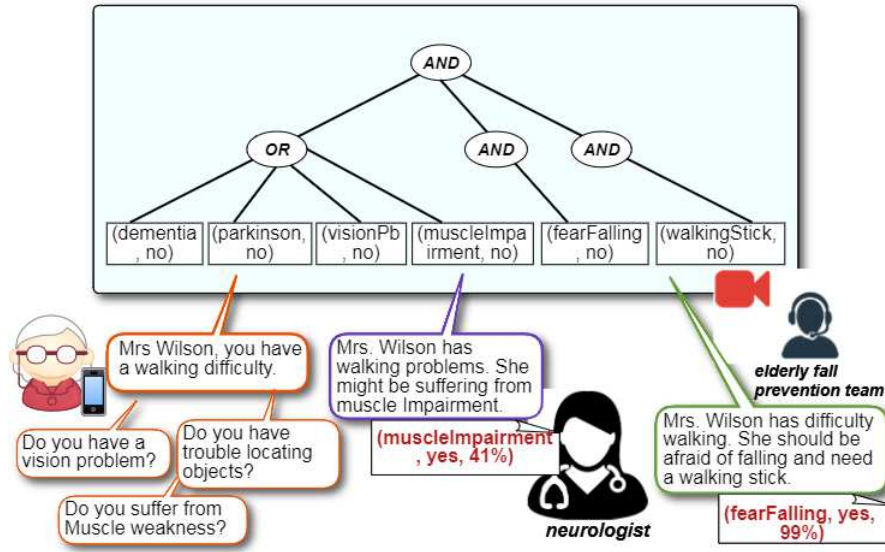 AND
OR
AND
AND
(dementia
, no)
(parkinson,
no)
(visionPb
, no)
(muscleImpa
irment, no)
(fearFalling,
, no)
(walkingStick,
no)
Mrs Wilson, you have
a walking difficulty.
Do you have a
vision problem?
Do you have
trouble locating
objects?
Do you suffer from
Muscle weakness?
Mrs. Wilson has
walking problems. She
might be suffering from
muscle Impairment.
(muscleImpairment
, yes, 41%)
neurologist
elderly fall
prevention team
Mrs. Wilson has difficulty
walking. She should be
afraid of falling and need
a walking stick.
(fearFalling, yes,
99%)